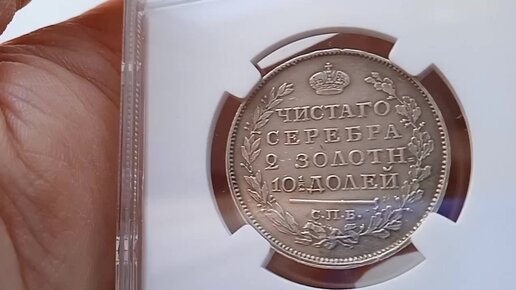 ЧИСТАГО
СЕРЕБРА
2 ЗОЛОТН
10½ ДОЛЕЙ
С.П.Б.